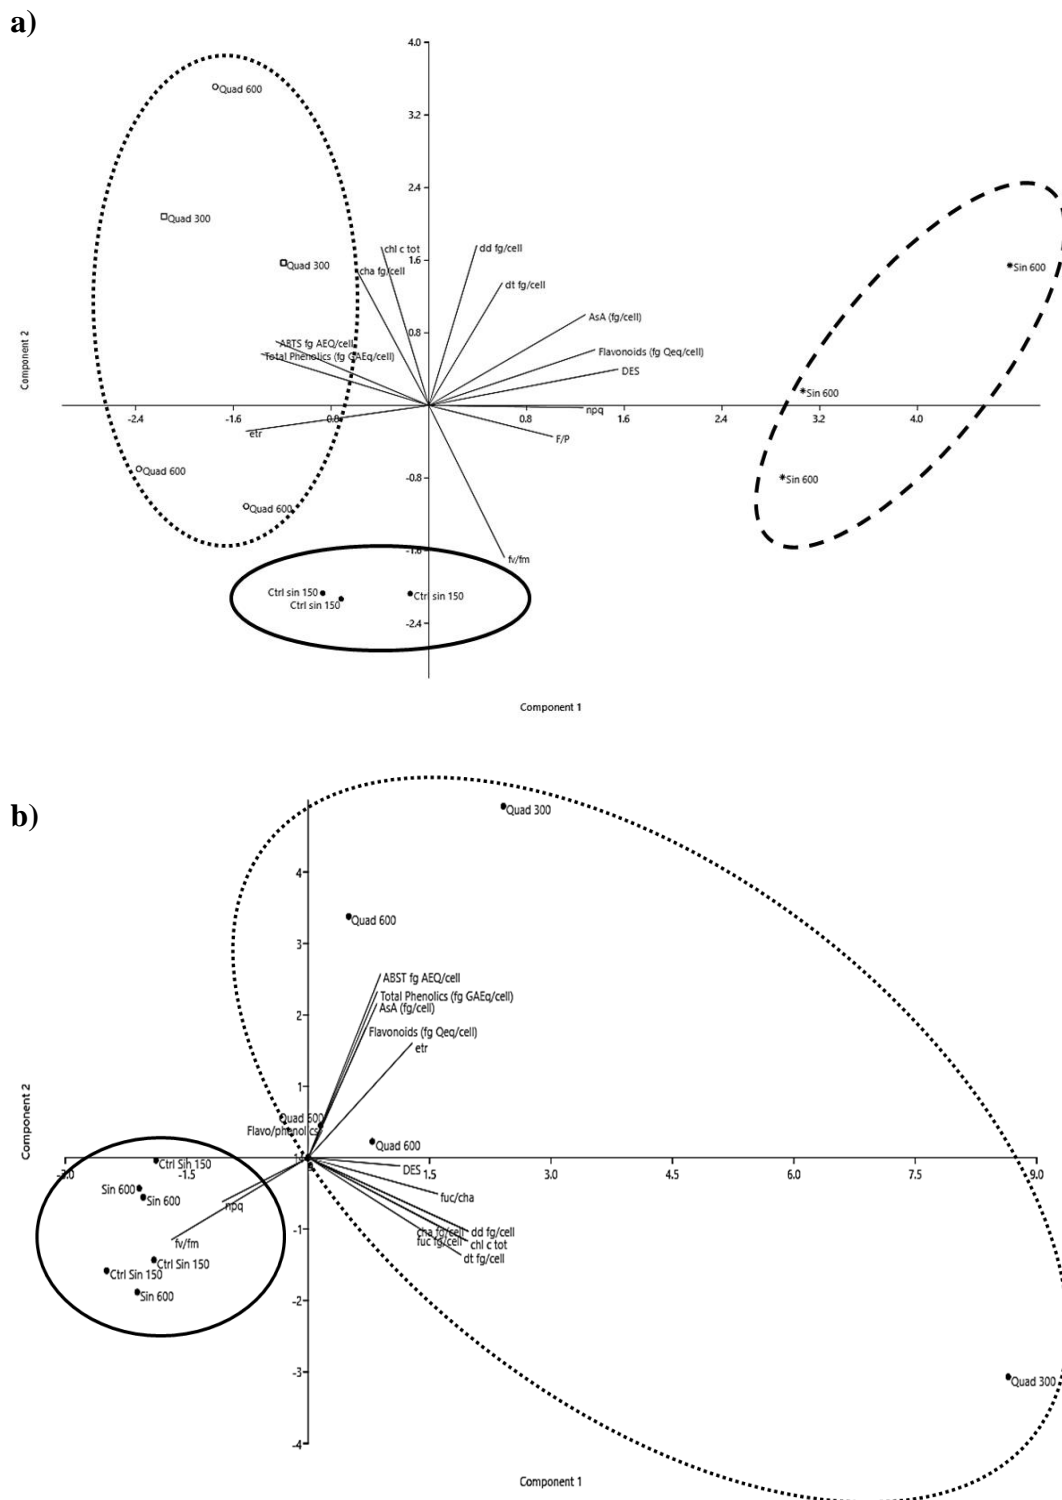 a)
4.0
Quad 600
3.2
2.4
Quad 300
chl c tot
dd fg/cell
Quad 300
cha fg/cell
1.6
Sin 600
dt fg/cell
AsA (fg/cell)
0.8
ABTS fg AEQ/cell
Total Phenolics (fg GAEq/cell)
Flavonoids (fg Qeq/cell)
DES
Component 2
Sin 600
npq
-2.4 -1.6 0.8 0.8 1.6 2.4 3.2 4.0
etr
F/P
Quad 600
-0.8
Sin 600
Quad 600
-1.6
fv/fm
Ctrl sin 150
Ctrl sin 150
Ctrl sin 150
-2.4
Component 1
b)
Quad 300
4
Quad 600
3
ABST fg AEQ/cell
Total Phenolics (fg GAEq/cell)
2
AsA (fg/cell)
Flavonoids (fg Qeq/cell)
etr
1
Component 2
Quad 600
Flavo/phenolics
Quad 600
Ctrl Sin 150
DES
-3.0 -1.5 1.5 3.0 4.5 6.0 7.5 9.0
Sin 600
Sin 600
npq
fuc/cha
-1
cha fg/cell
dd fg/cell
fuc fg/cell
chl c tot
fv/fm
dt fg/cell
Ctrl Sin 150
Ctrl Sin 150
Sin 600
-2
-3
Quad 300
-4
Component 1